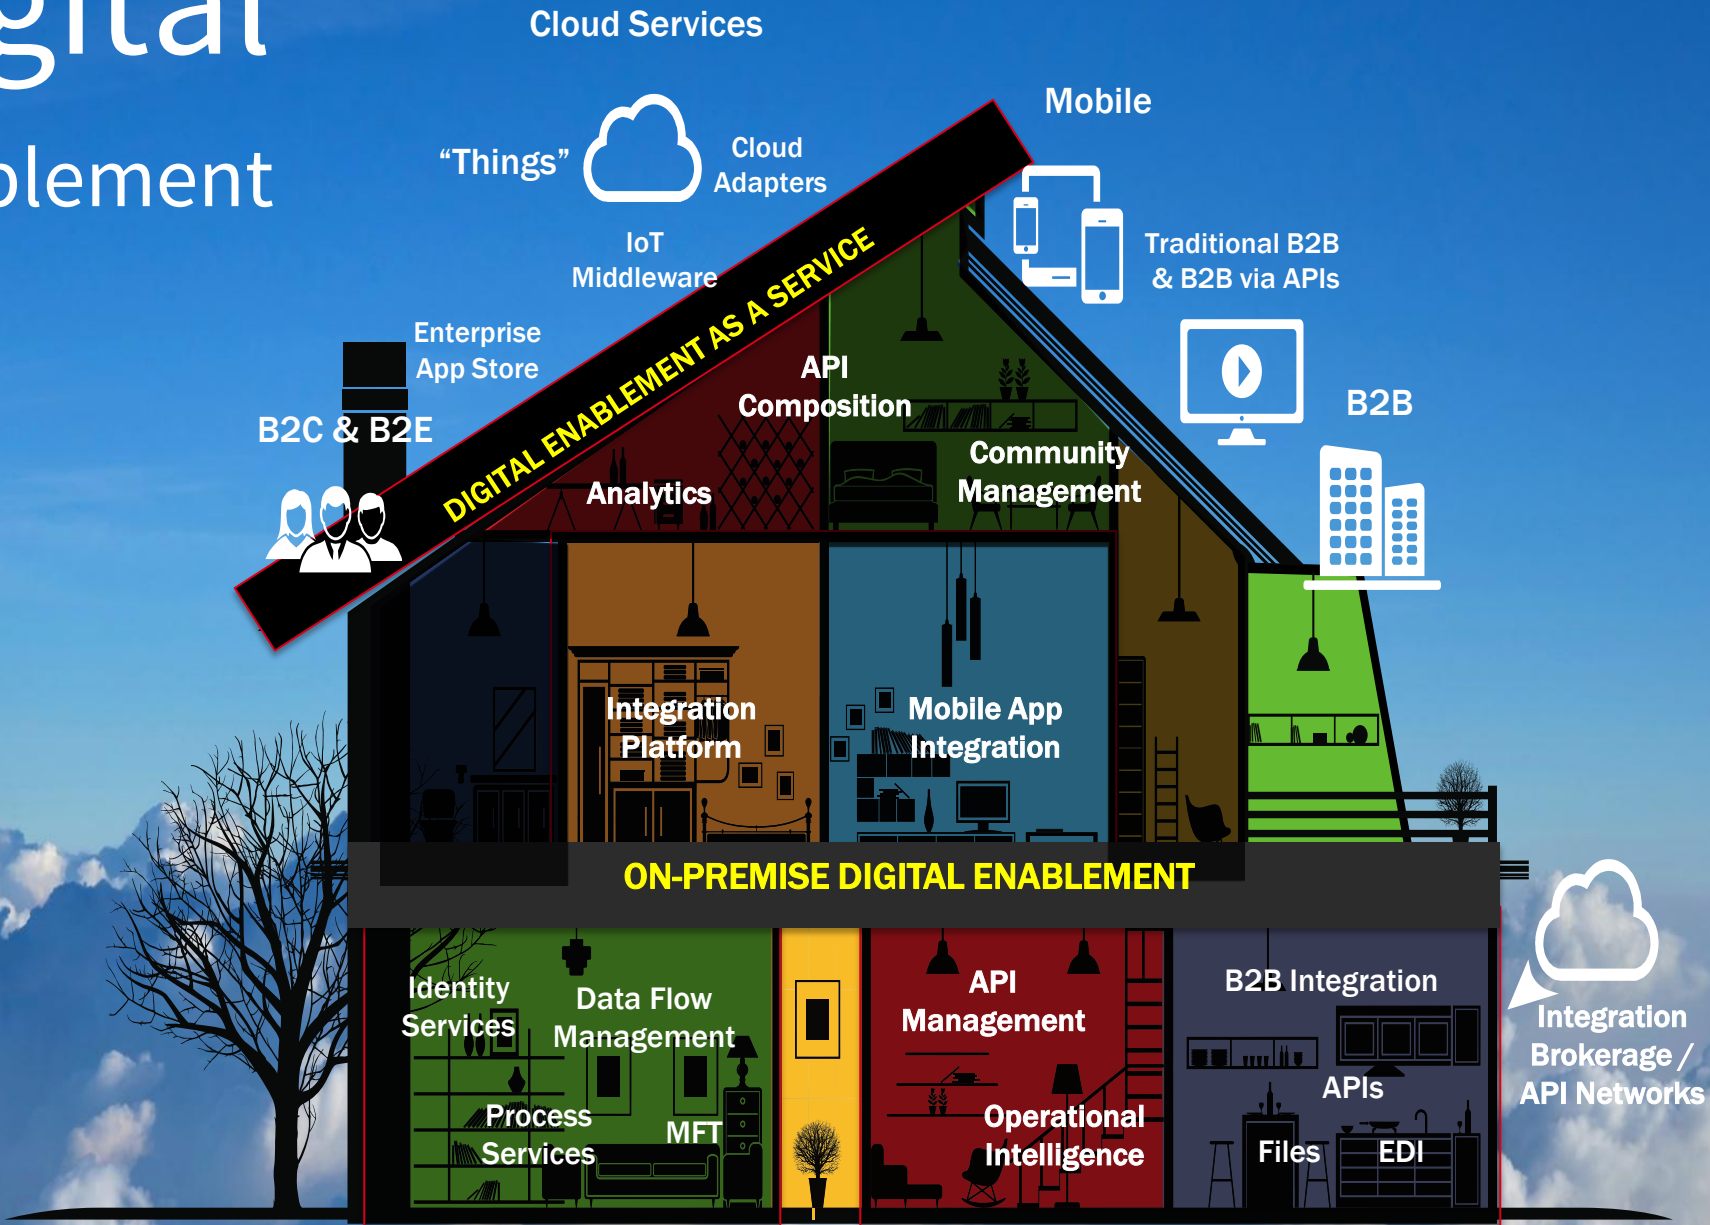 gital
blement
Cloud Services
Mobile
“Things”
Cloud
Adapters
IoT
Middleware
Traditional B2B
& B2B via APIs
Enterprise
App Store
B2C & B2E
B2B
DIGITAL ENABLEMENT AS A SERVICE
API
Composition
Community
Management
Analytics
Integration
Platform
Mobile App
Integration
ON-PREMISE DIGITAL ENABLEMENT
Identity
Services
Data Flow
Management
Process
Services
MFT
API
Management
Operational
Intelligence
B2B Integration
APIs
Files
EDI
Integration
Brokerage /
API Networks